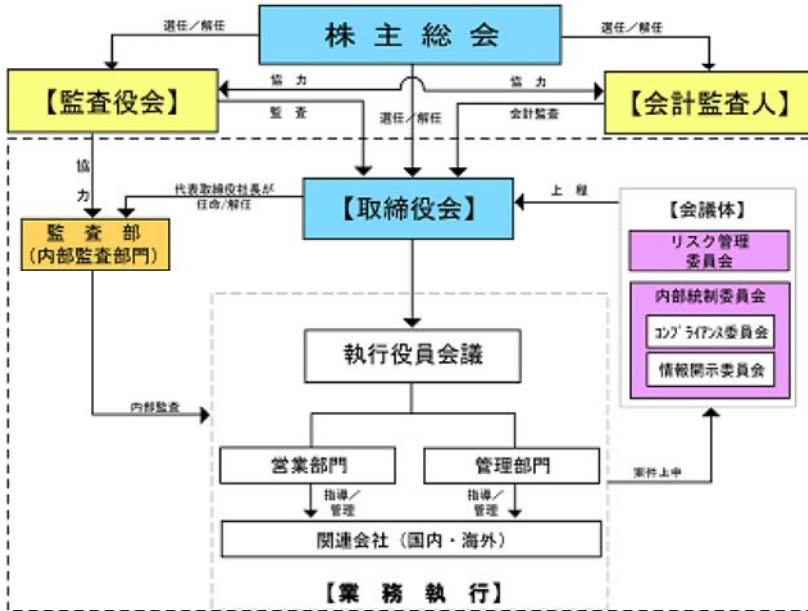 株主総会
選任／解任
選任／解任
協力
協力
【監査役会】
【会計監査人】
監査
選任／解任
会計監査
協力
代表取締役社長が
任命/解任
【取締役会】
上程
【会議体】
監査部
(内部監査部門)
リスク管理
委員会
内部統制委員会
コンプライアンス委員会
情報開示委員会
執行役員会議
内部監査
営業部門
管理部門
案件上申
指導／
管理
指導／
管理
関連会社（国内・海外）
【業務執行】